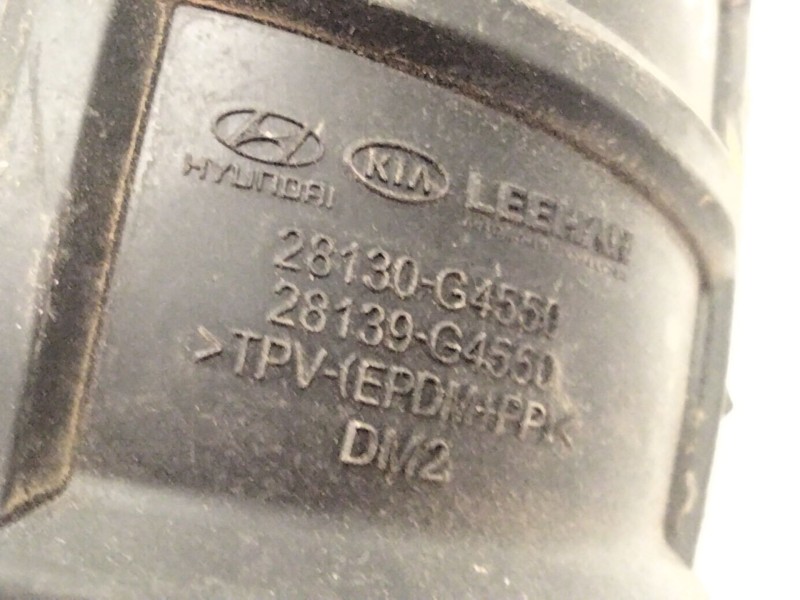 HYUNDAI KIA LEEHAN
28130-G4550
28139-G4550
>TPV-(EPDM+PP)<
DM2